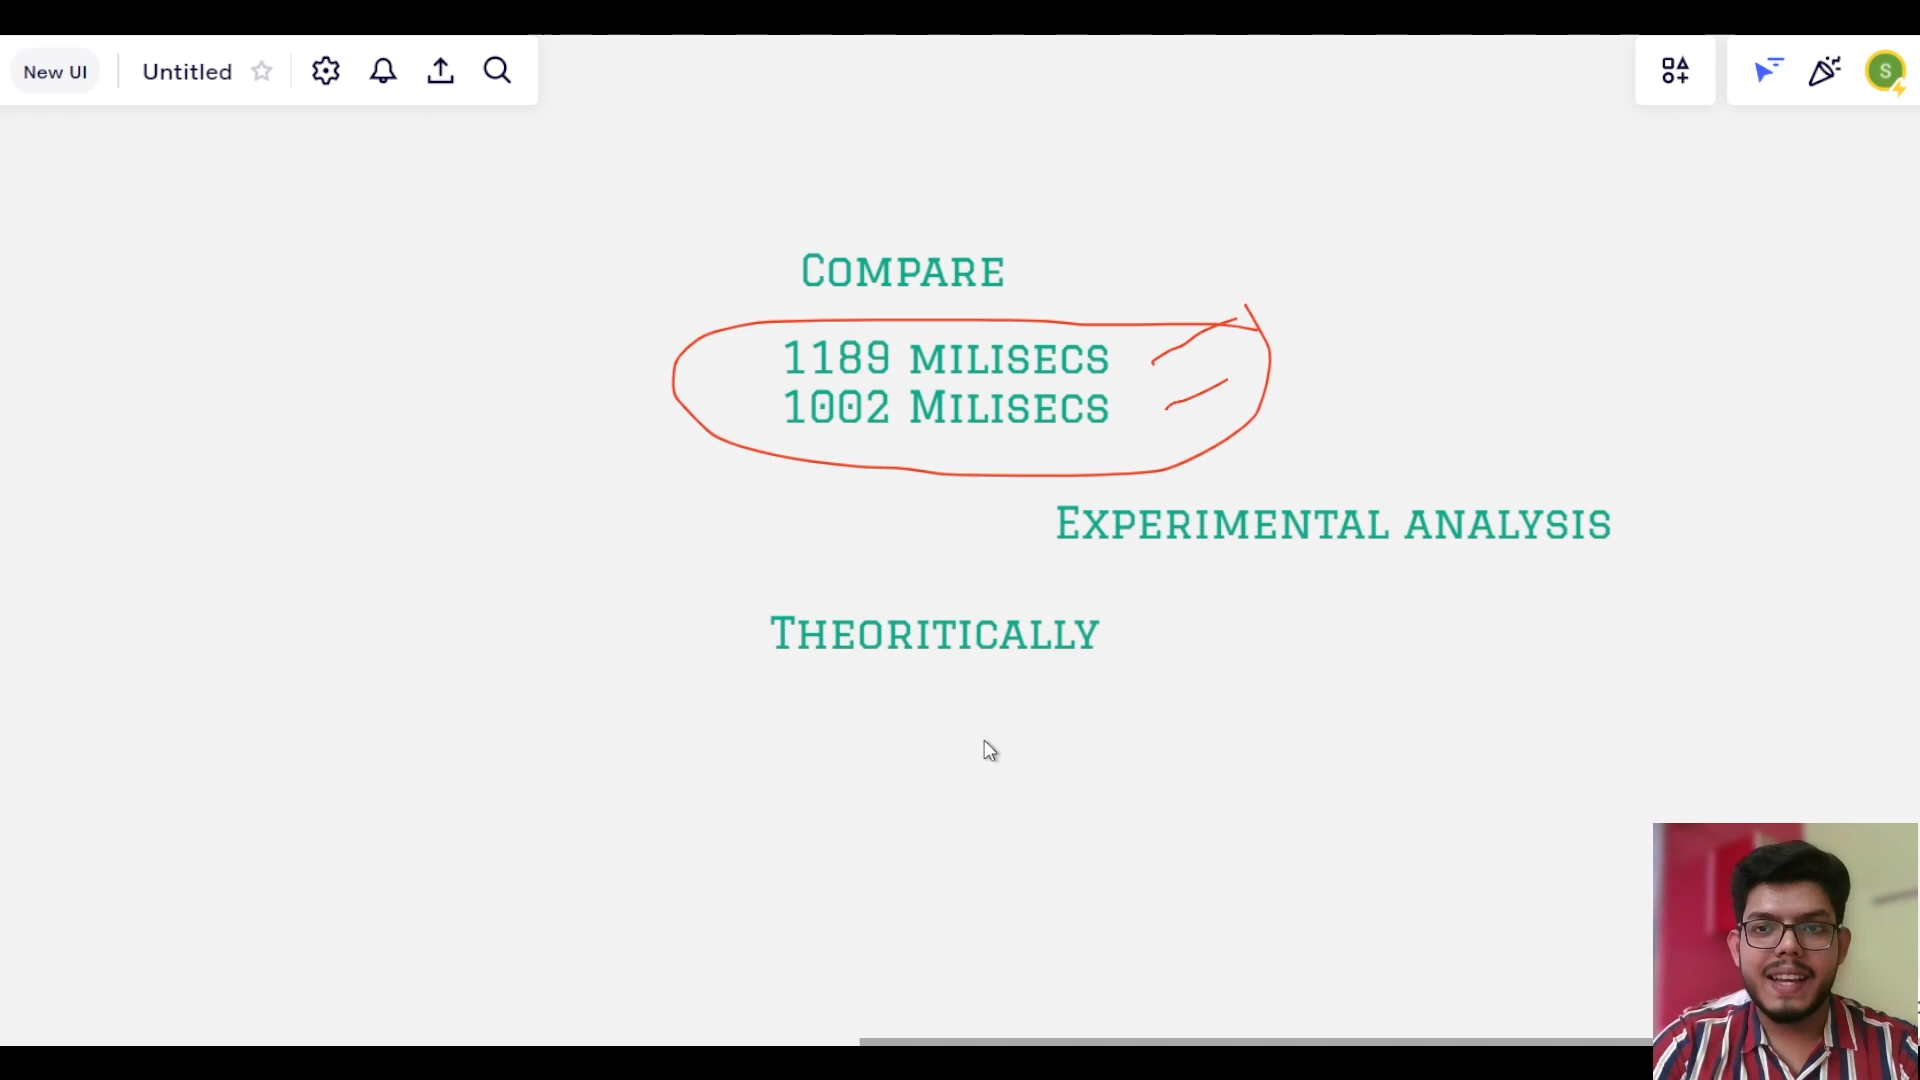 New UI
Untitled
S
COMPARE
1189 MILISECS
1002 MILISECS
EXPERIMENTAL ANALYSIS
THEORITICALLY